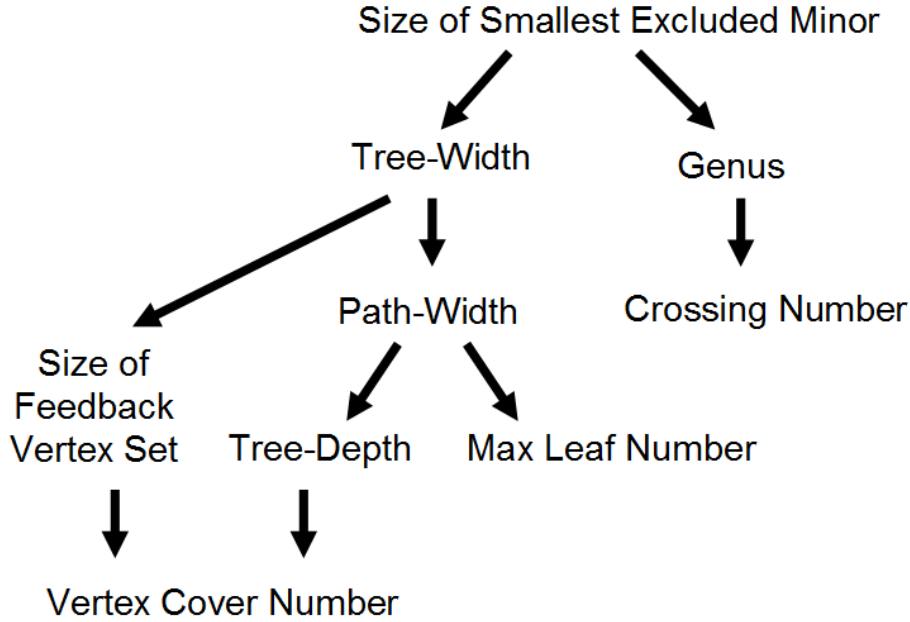 Size of Smallest Excluded Minor
Tree-Width
Genus
Path-Width
Crossing Number
Size of
Feedback
Vertex Set
Tree-Depth
Max Leaf Number
Vertex Cover Number